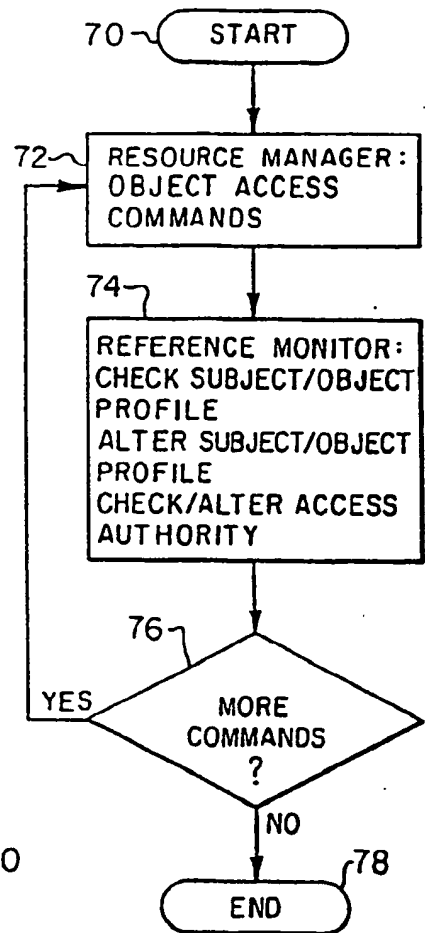 70
START
72
RESOURCE MANAGER:
OBJECT ACCESS
COMMANDS
74
REFERENCE MONITOR:
CHECK SUBJECT/OBJECT
PROFILE
ALTER SUBJECT/OBJECT
PROFILE
CHECK/ALTER ACCESS
AUTHORITY
76
YES
MORE
COMMANDS
?
NO
0
78
END